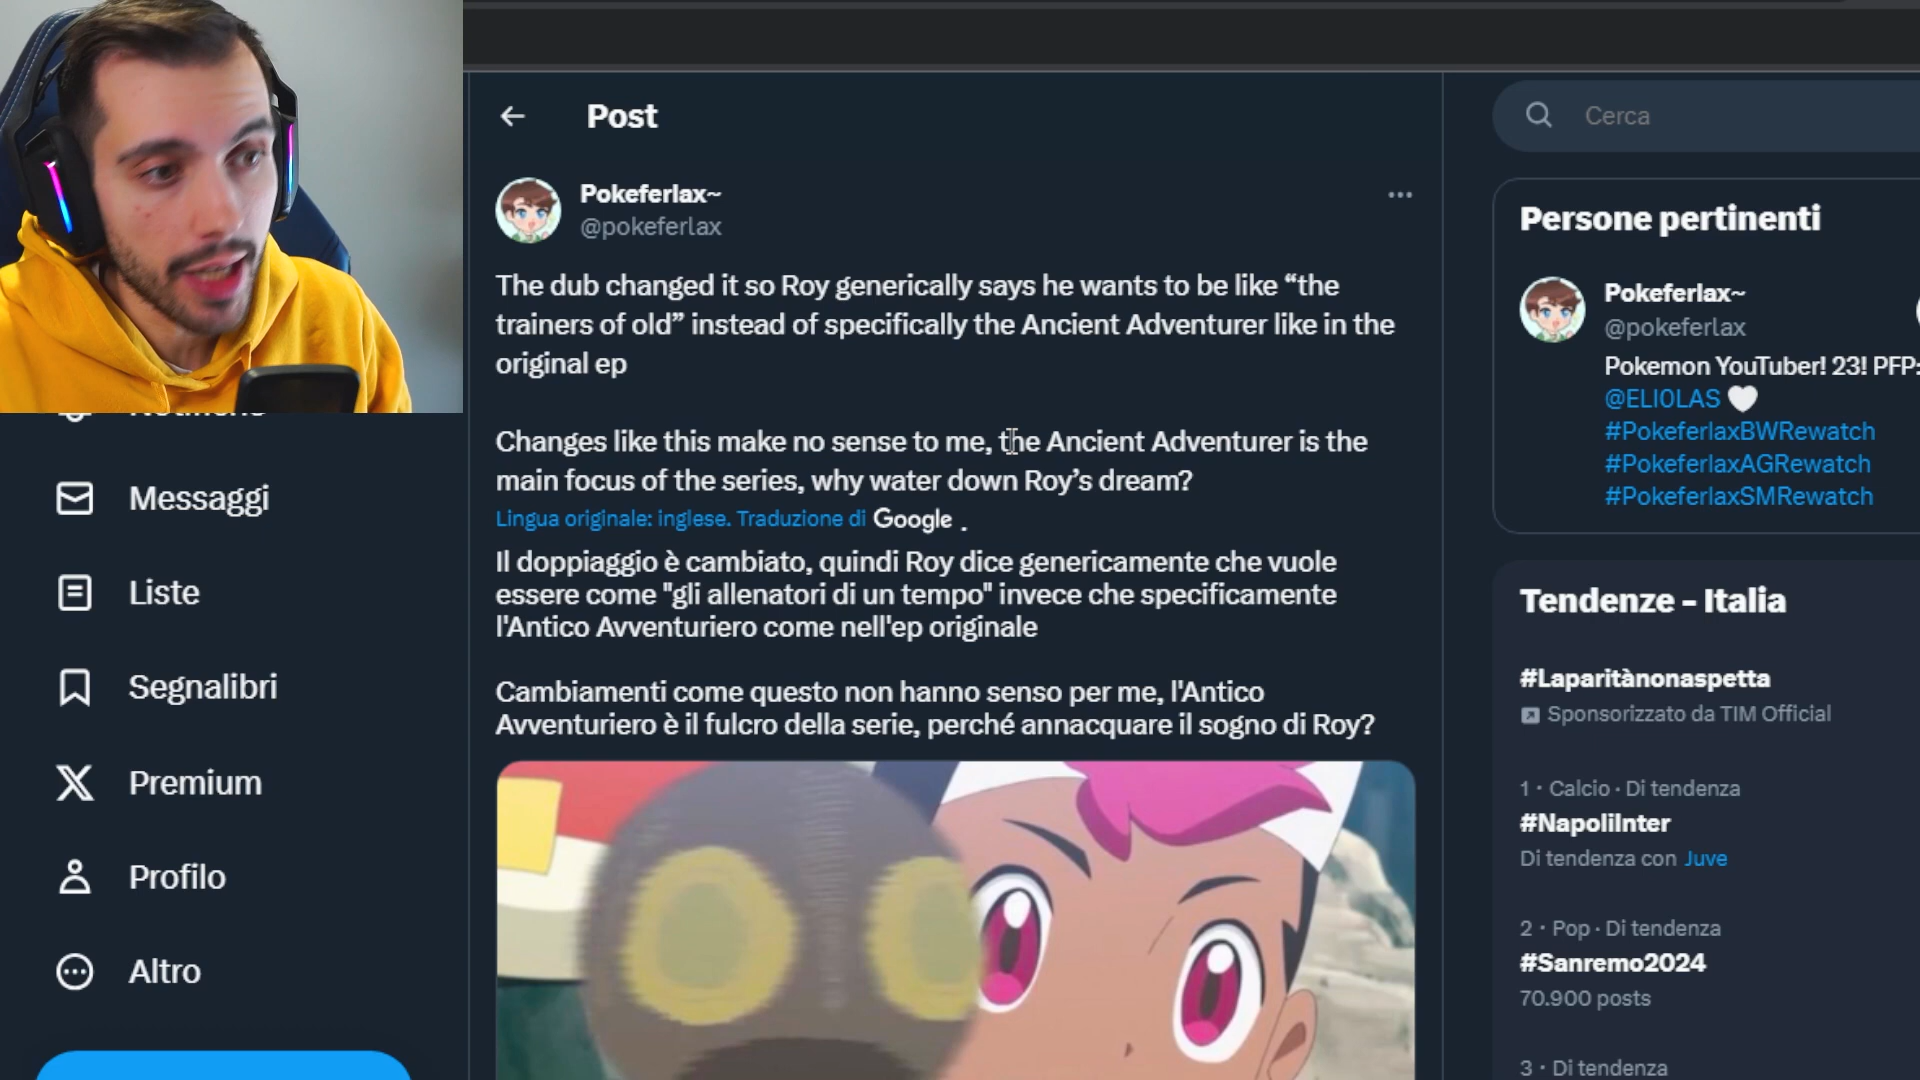 Post
Pokeferlax~
@pokeferlax
The dub changed it so Roy generically says he wants to be like “the
trainers of old” instead of specifically the Ancient Adventurer like in the
original ep
Changes like this make no sense to me, the Ancient Adventurer is the
main focus of the series, why water down Roy’s dream?
Lingua originale: inglese. Traduzione di Google .
Il doppiaggio è cambiato, quindi Roy dice genericamente che vuole
essere come "gli allenatori di un tempo" invece che specificamente
l'Antico Avventuriero come nell'ep originale
Cambiamenti come questo non hanno senso per me, l'Antico
Avventuriero è il fulcro della serie, perché annacquare il sogno di Roy?
Messaggi
Liste
Segnalibri
Premium
Profilo
Altro
Cerca
Persone pertinenti
Pokeferlax~
@pokeferlax
Pokemon YouTuber! 23! PFP:
@ELI0LAS
#PokeferlaxBWRewatch
#PokeferlaxAGRewatch
#PokeferlaxSMRewatch
Tendenze - Italia
#Laparitànonaspetta
Sponsorizzato da TIM Official
1 · Calcio · Di tendenza
#NapoliInter
Di tendenza con Juve
2 · Pop · Di tendenza
#Sanremo2024
70.900 posts
3 · Di tendenza